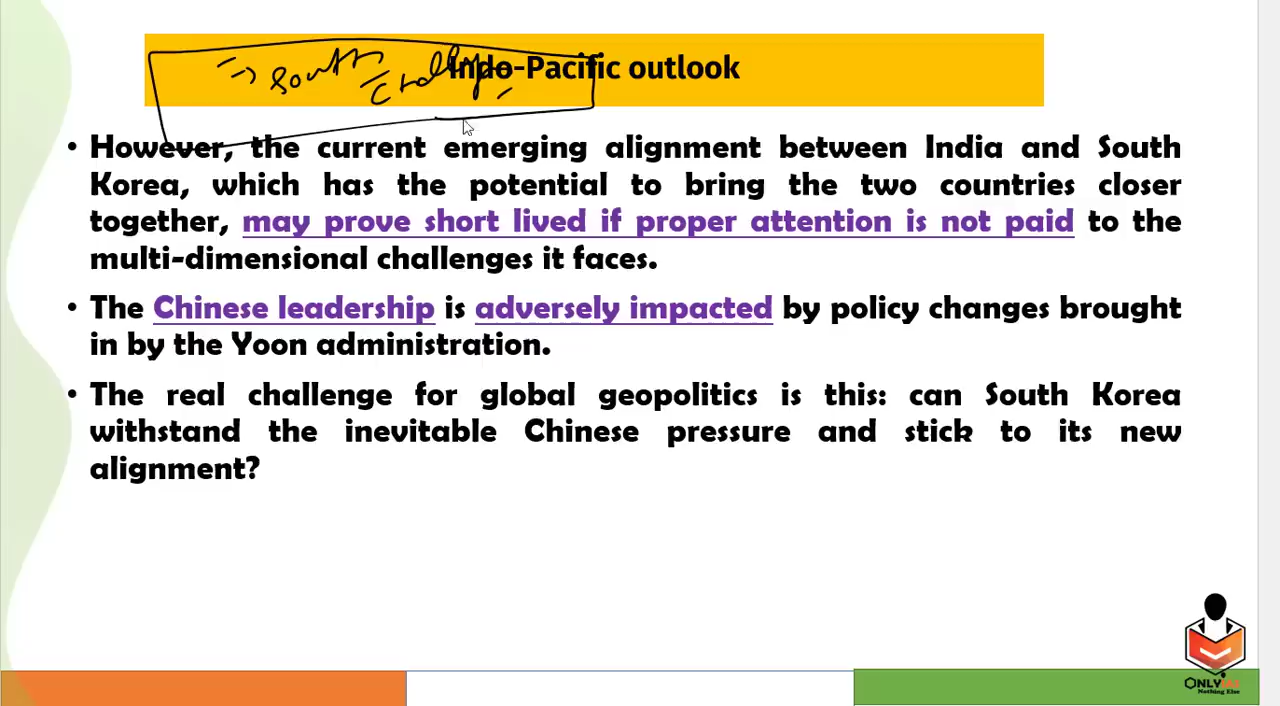 Indo-Pacific outlook
=> South
• However, the current emerging alignment between India and South
Korea, which has the potential to bring the two countries closer
together, may prove short lived if proper attention is not paid to the
multi-dimensional challenges it faces.
• The Chinese leadership is adversely impacted by policy changes brought
in by the Yoon administration.
• The real challenge for global geopolitics is this: can South Korea
withstand the inevitable Chinese pressure and stick to its new
alignment?
ONLYIAS
Nothing Else